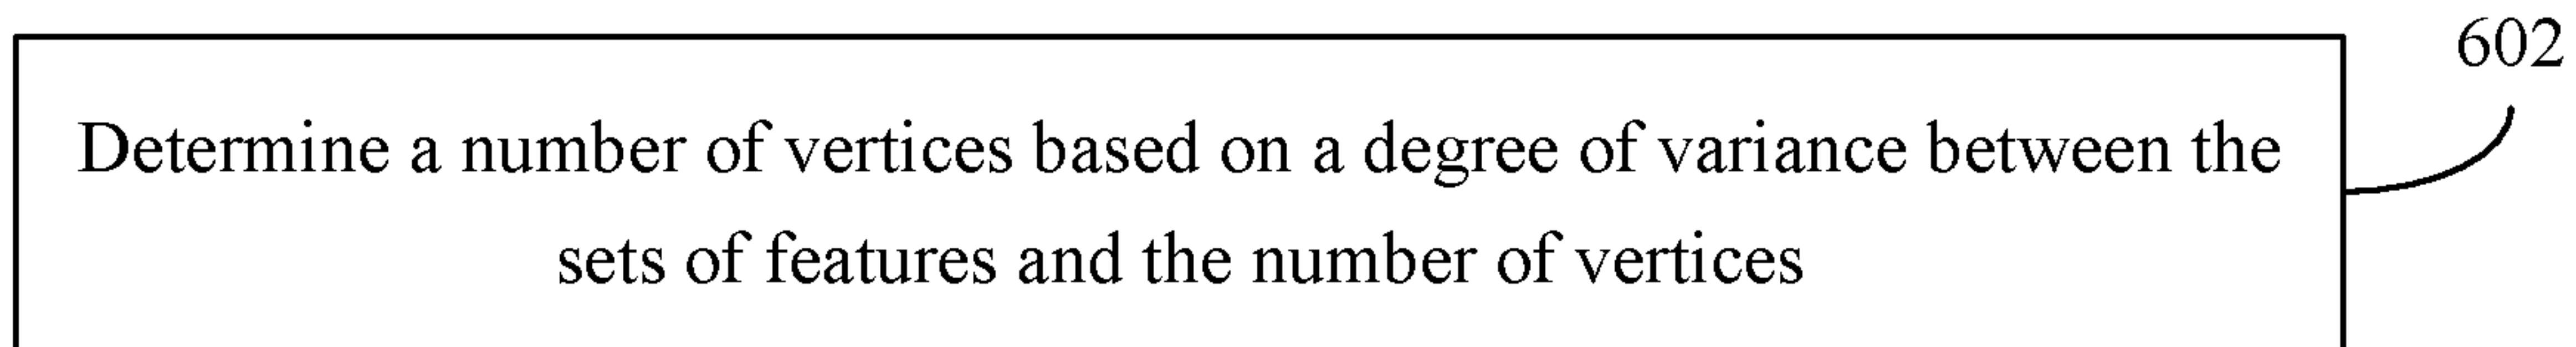 602
Determine a number of vertices based on a degree of variance between the
sets of features and the number of vertices